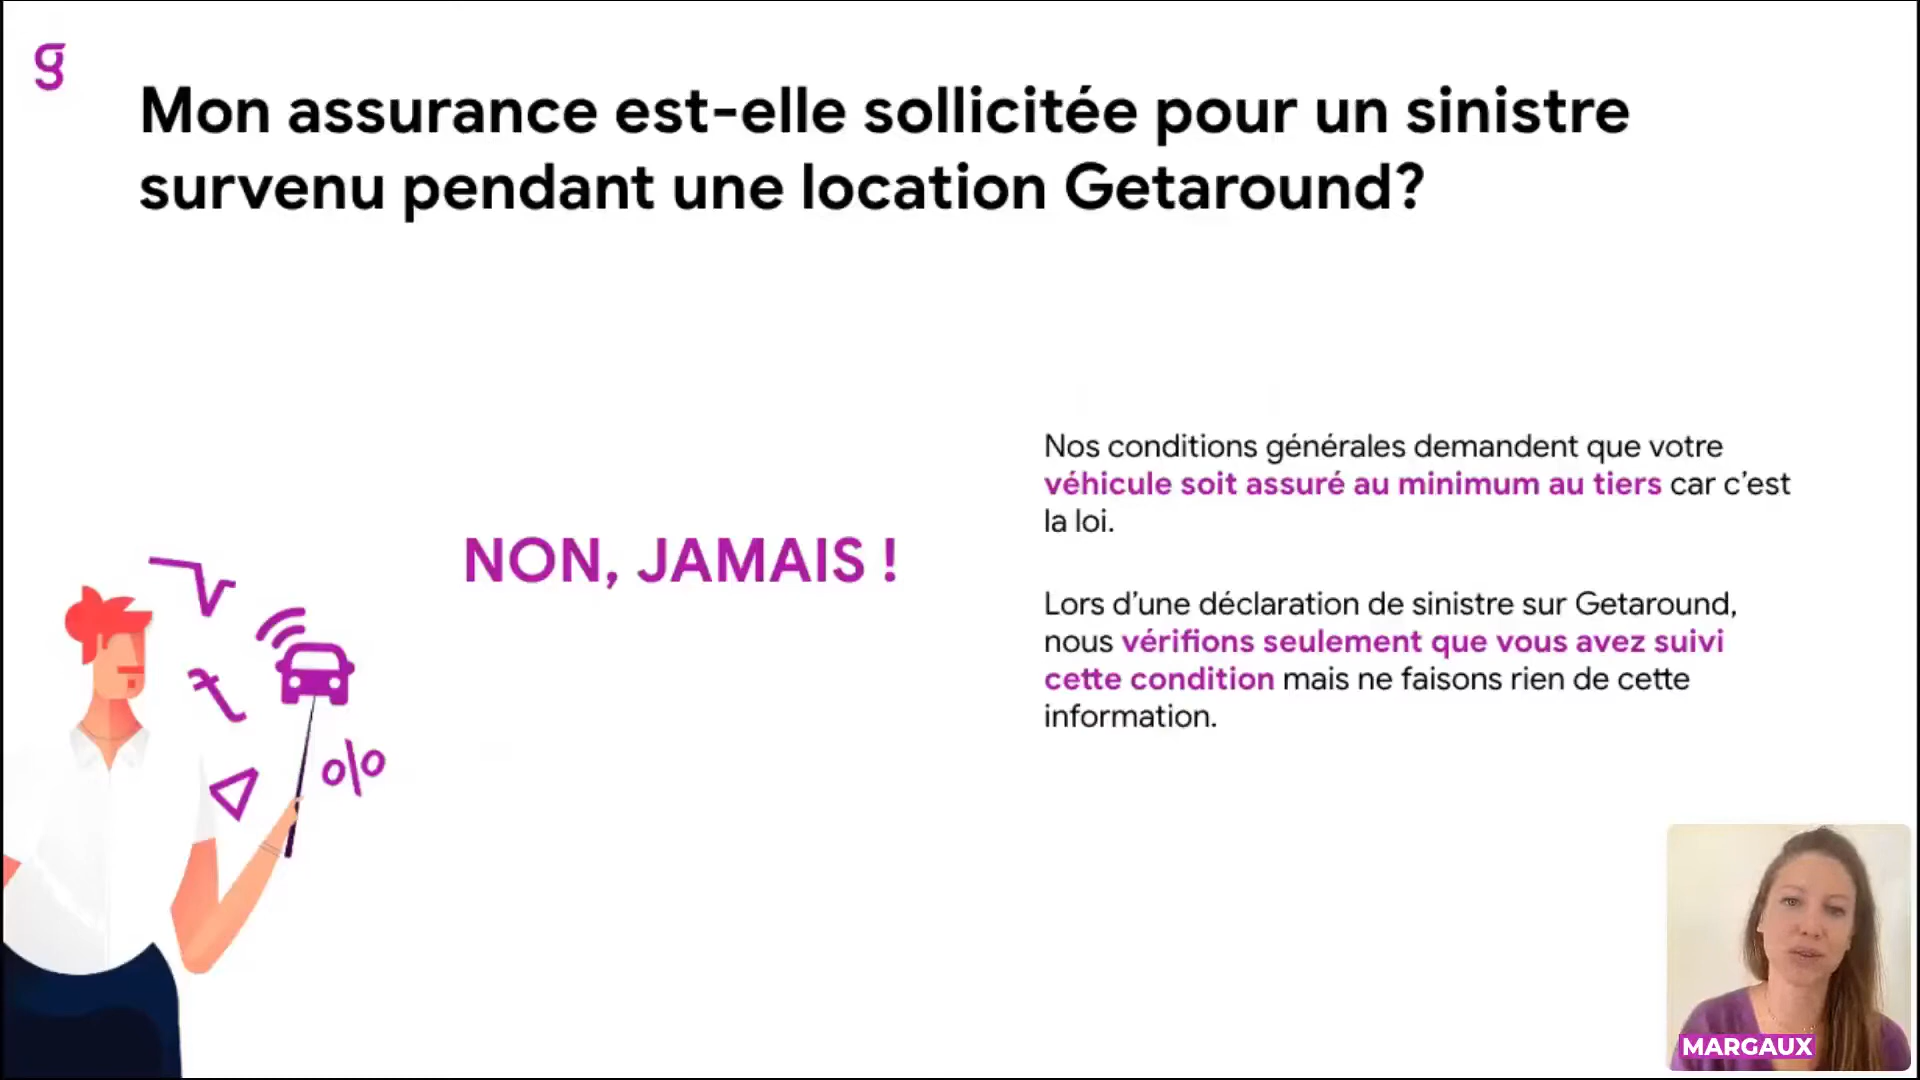 g
Mon assurance est-elle sollicitée pour un sinistre
survenu pendant une location Getaround?
NON, JAMAIS !
Nos conditions générales demandent que votre
véhicule soit assuré au minimum au tiers car c’est
la loi.
Lors d’une déclaration de sinistre sur Getaround,
nous vérifions seulement que vous avez suivi
cette condition mais ne faisons rien de cette
information.
%
MARGAUX